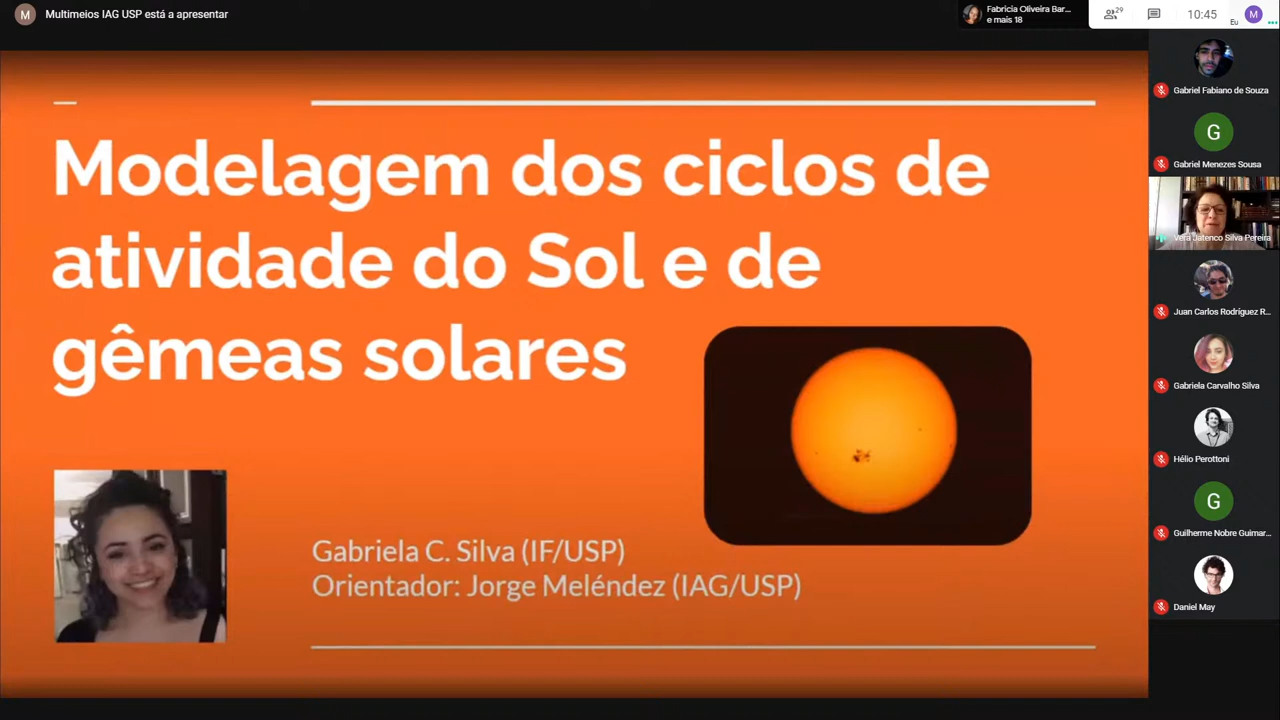 M
Multimeios IAG USP está a apresentar
Fabricia Oliveira Bar...
e mais 18
29
10:45
Eu
M
Modelagem dos ciclos de
atividade do Sol e de
gêmeas solares
Gabriela C. Silva (IF/USP)
Orientador: Jorge Meléndez (IAG/USP)
Gabriel Fabiano de Souza
G
Gabriel Menezes Sousa
Vera Jatenco Silva Pereira
Juan Carlos Rodríguez R...
Gabriela Carvalho Silva
Hélio Perottoni
G
Guilherme Nobre Guimar...
Daniel May